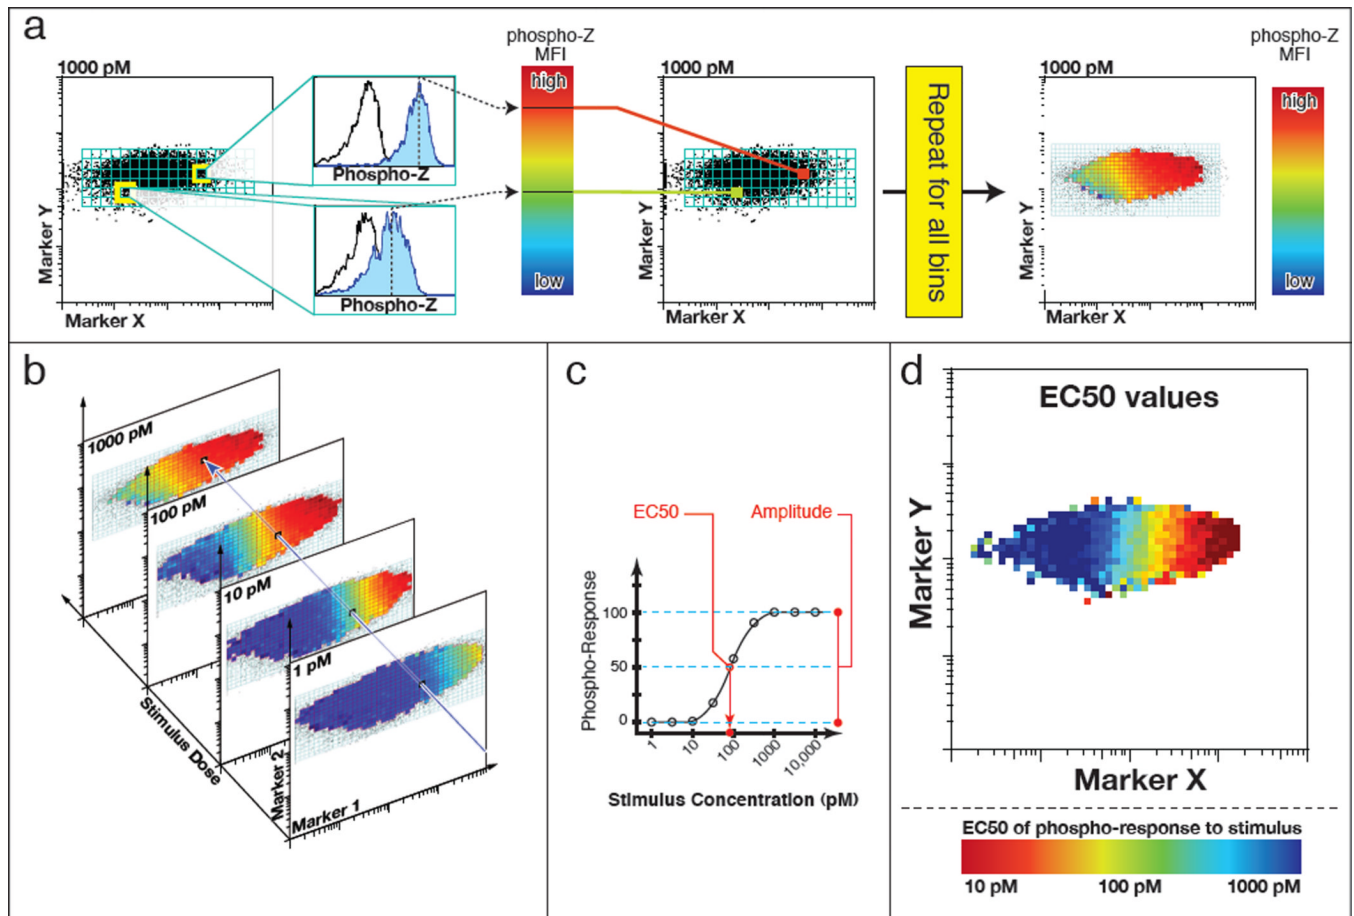 a
1000 pM
Marker Y
Marker X
Phospho-Z
Phospho-Z
phospho-Z
MFI
high
low
1000 pM
Marker Y
Marker X
Repeat for all bins
1000 pM
Marker Y
Marker X
phospho-Z
MFI
high
low
b
1000 pM
100 pM
10 pM
1 pM
Stimulus Dose
Marker 2
Marker 1
c
EC50
Amplitude
Phospho-Response
100
50
0
1
10
100
1000
10,000
Stimulus Concentration (pM)
d
EC50 values
Marker Y
Marker X
EC50 of phospho-response to stimulus
10 pM 100 pM 1000 pM